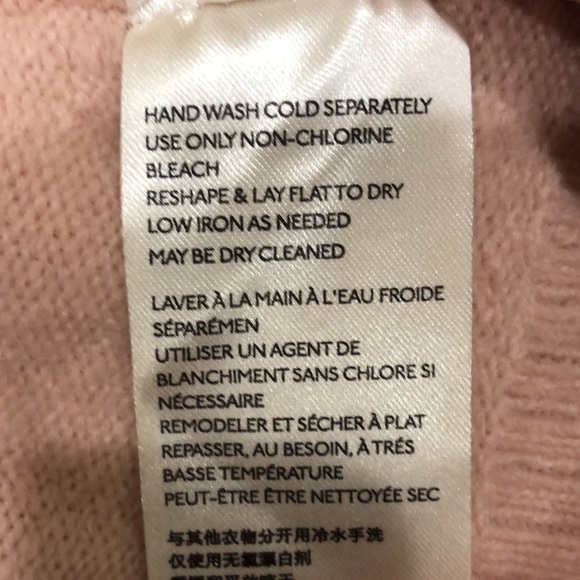 HAND WASH COLD SEPARATELY
USE ONLY NON-CHLORINE
BLEACH
RESHAPE & LAY FLAT TO DRY
LOW IRON AS NEEDED
MAY BE DRY CLEANED
LAVER À LA MAIN À L'EAU FROIDE
SÉPARÉMEN
UTILISER UN AGENT DE
BLANCHIMENT SANS CHLORE SI
NÉCESSAIRE
REMODELER ET SÉCHER À PLAT
REPASSER, AU BESOIN, À TRÉS
BASSE TEMPÉRATURE
PEUT-ÊTRE ÊTRE NETTOYÉE SEC
与其他衣物分开用冷水手洗
仅使用无氯漂白剂